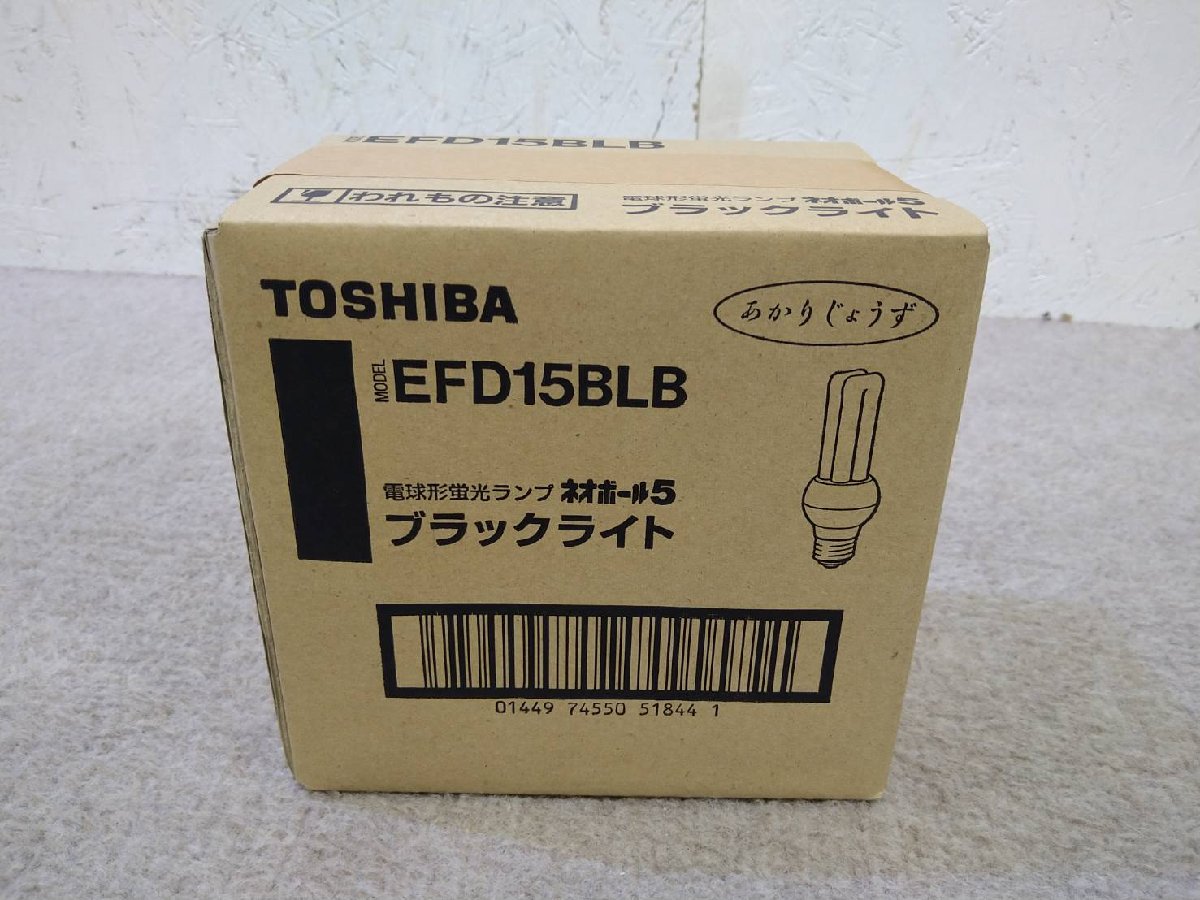 EFD15BLB
われもの注意
電球形蛍光ランプ ネオボール5
ブラックライト
TOSHIBA
あかりじょうず
MODEL EFD15BLB
電球形蛍光ランプ ネオボール5
ブラックライト
01449 74550 51844 1